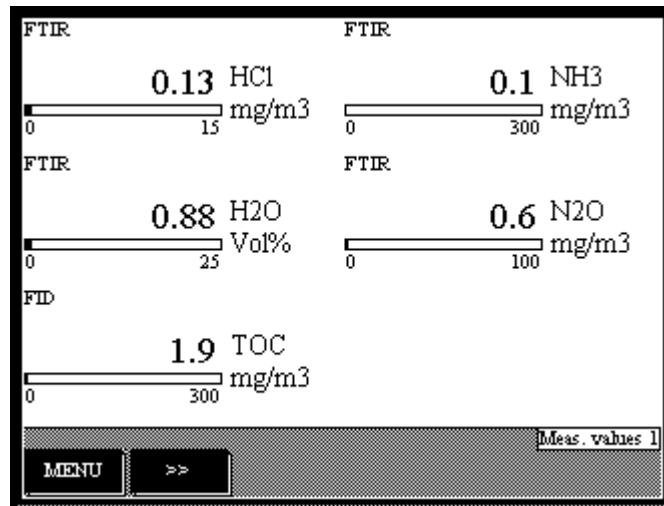 FTIR
0.13 HCl
mg/m3
0 15
FTIR
0.1 NH3
mg/m3
0 300
FTIR
0.88 H2O
Vol%
0 25
FTIR
0.6 N2O
mg/m3
0 100
FID
1.9 TOC
mg/m3
0 300
Meas. values 1
MENU >>